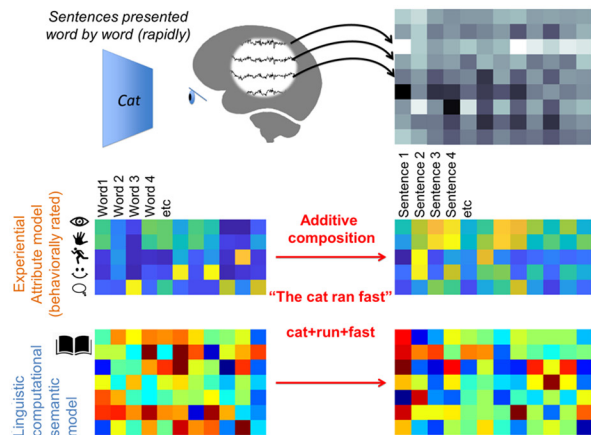 Sentences presented
word by word (rapidly)
Cat
Word1
Word 2
Word 3
Word 4
etc
Sentence 1
Sentence 2
Sentence 3
Sentence 4
etc
Experiential
Attribute model
(behaviorally rated)
Additive
composition
“The cat ran fast”
cat+run+fast
Linguistic
computational
semantic
model